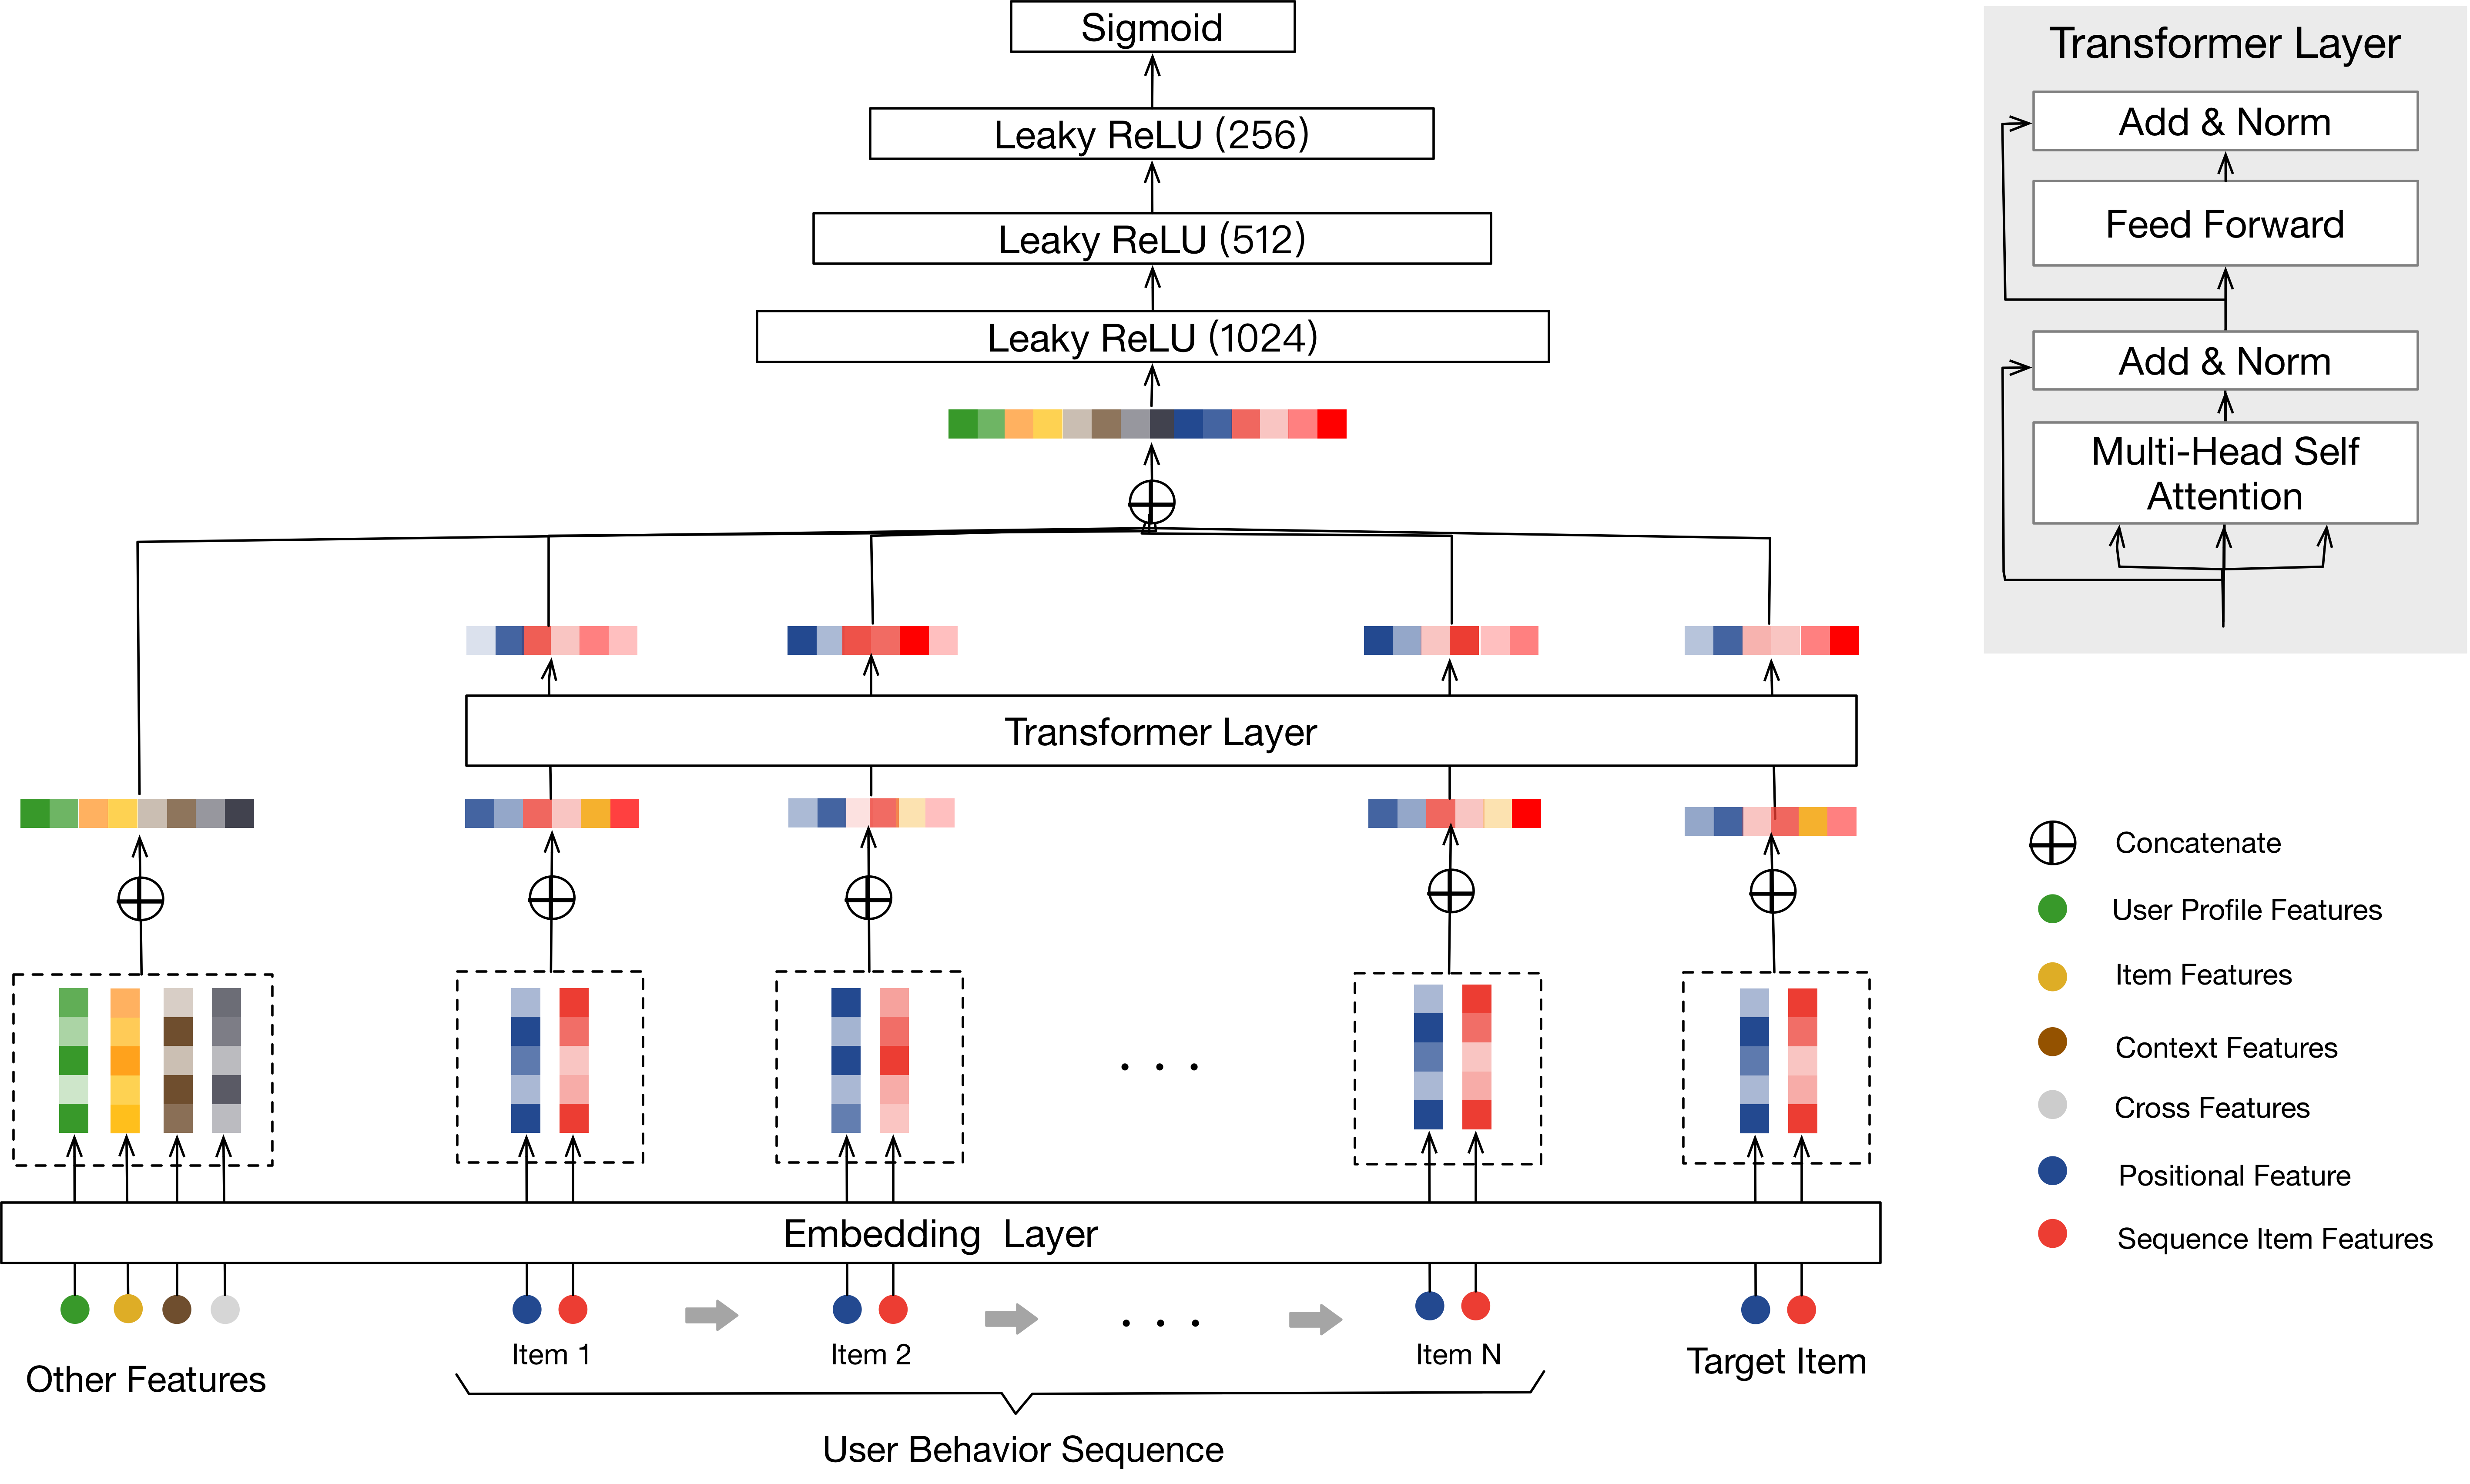 Sigmoid
Leaky ReLU (256)
Leaky ReLU (512)
Leaky ReLU (1024)
Transformer Layer
Embedding Layer
Item 1
Item 2
Item N
Other Features
Target Item
User Behavior Sequence
Transformer Layer
Add & Norm
Feed Forward
Add & Norm
Multi-Head Self
Attention
Concatenate
User Profile Features
Item Features
Context Features
Cross Features
Positional Feature
Sequence Item Features